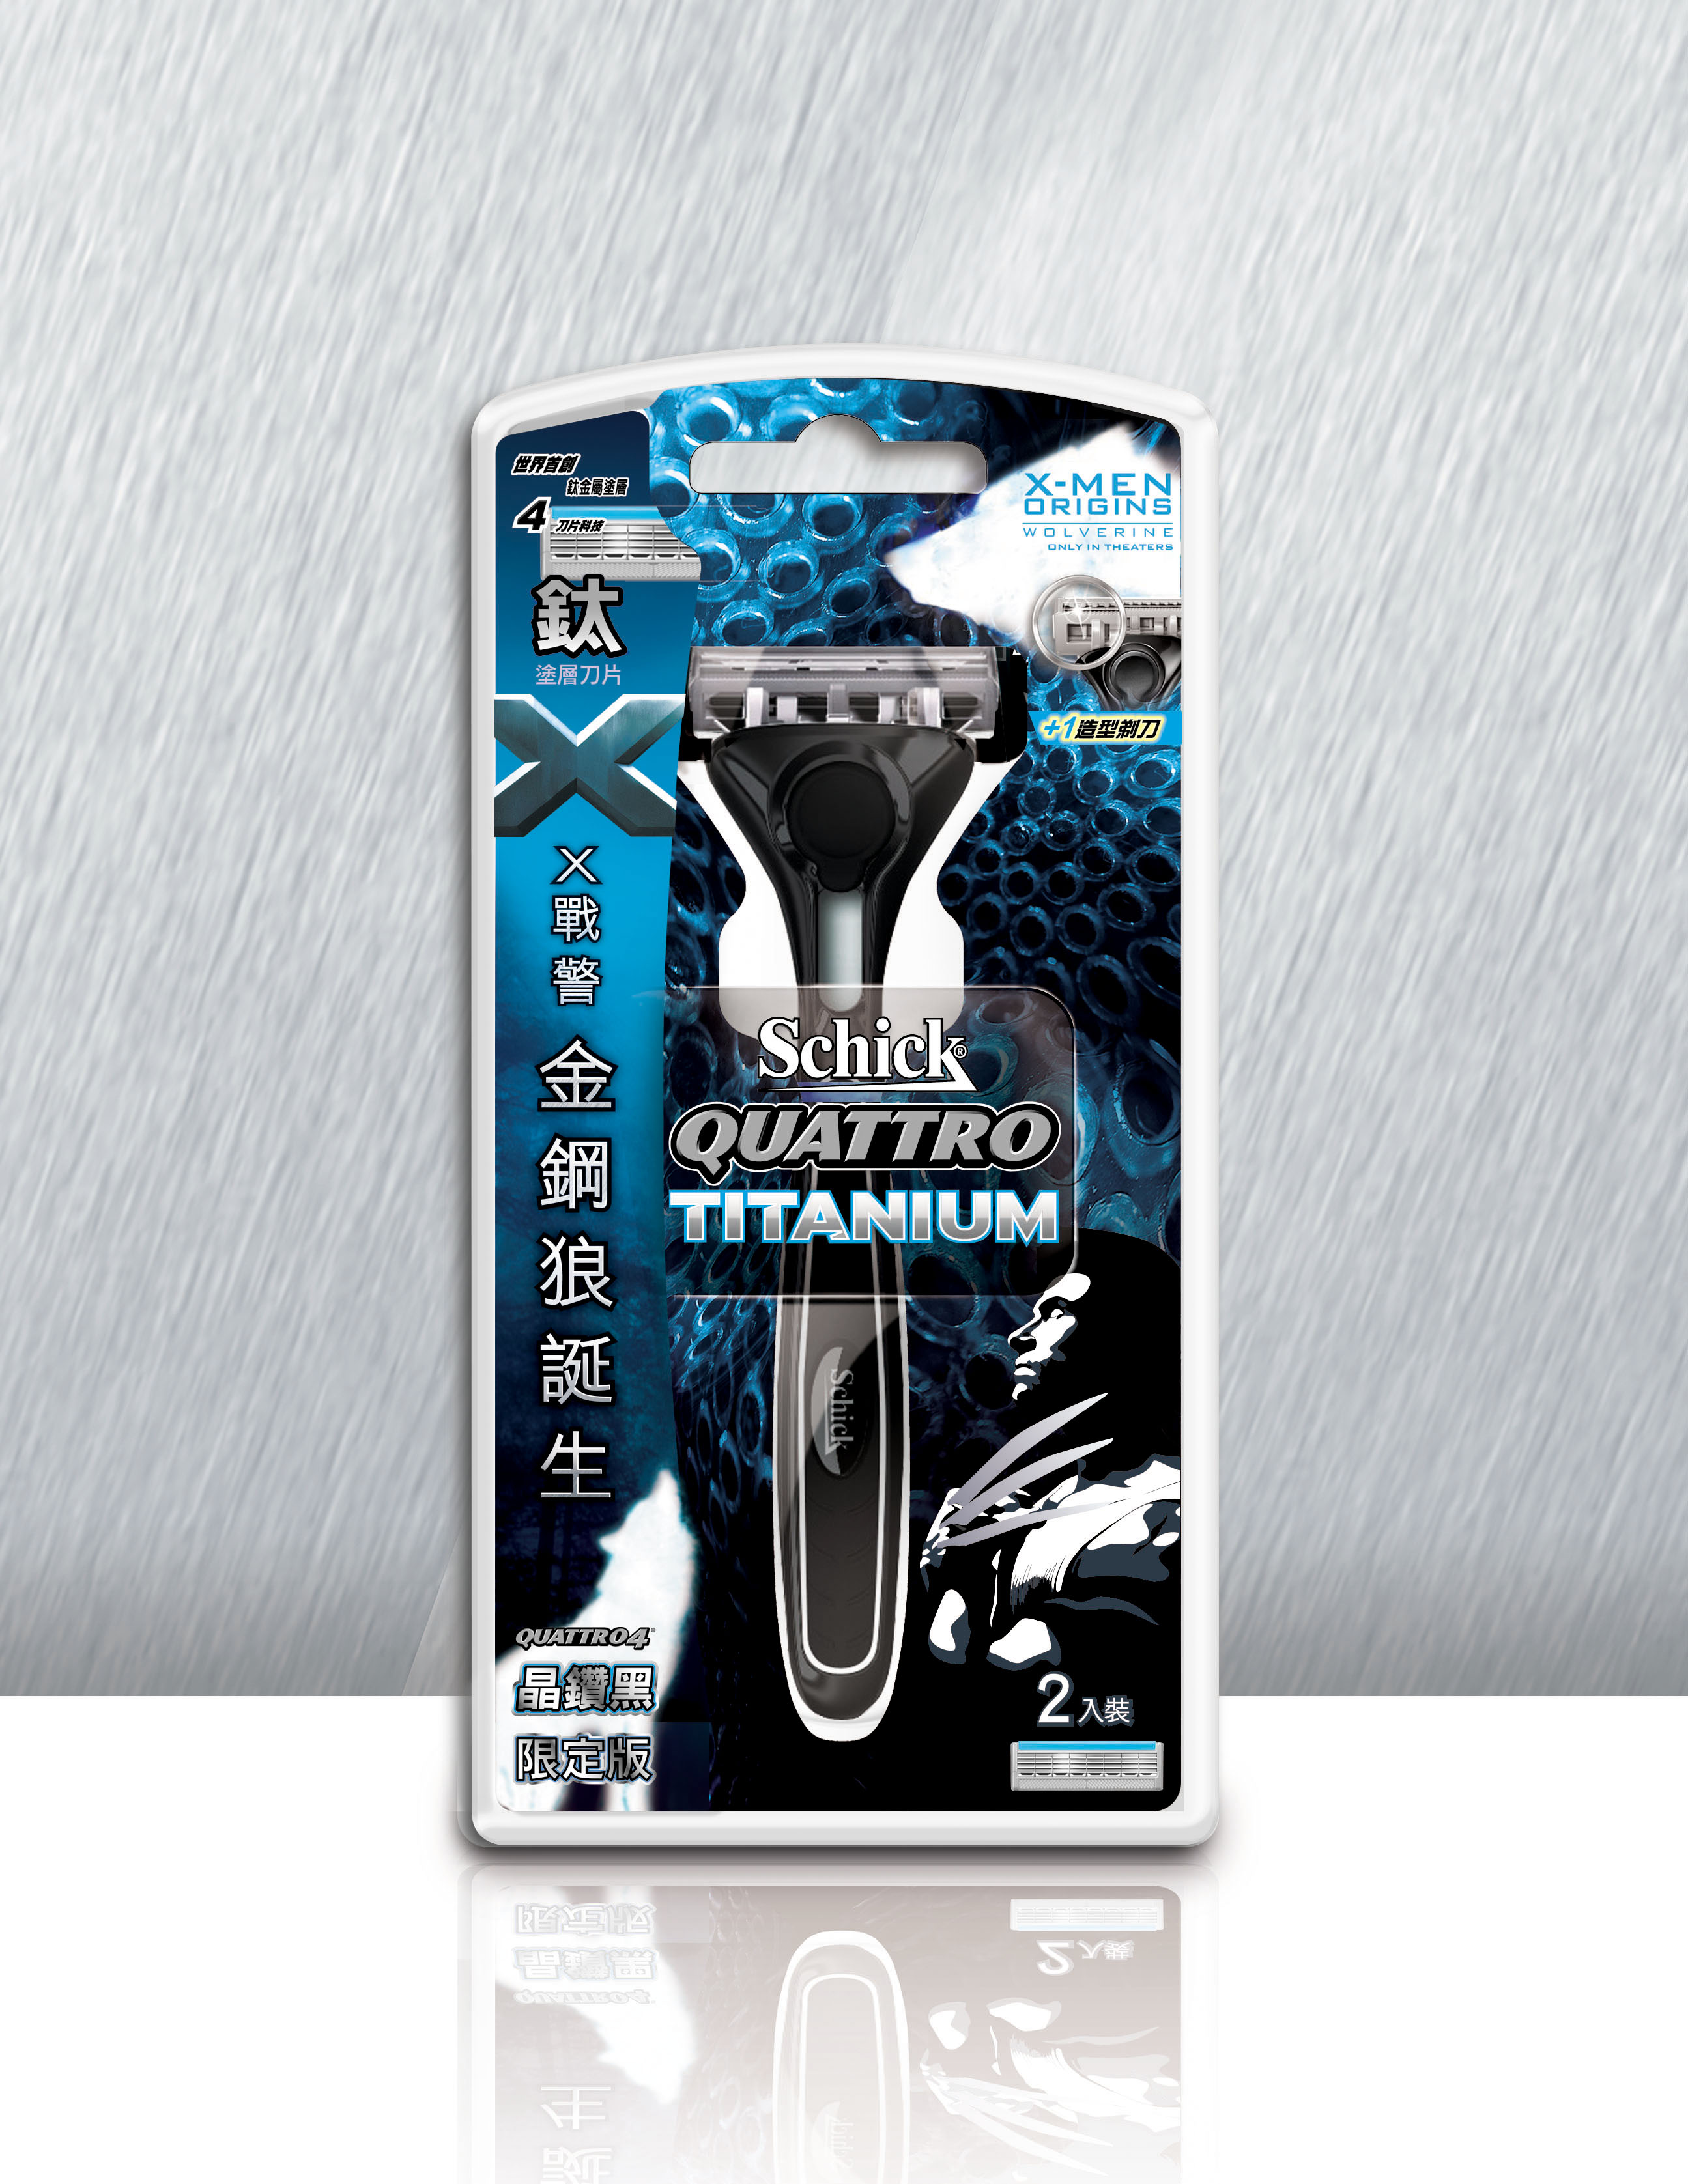 世界首創
鈦金屬塗層
4 刀片科技
鈦
塗層刀片
X-MEN
ORIGINS
WOLVERINE
ONLY IN THEATERS
+1造型剃刀
X戰警 金鋼狼誕生
Schick®
QUATTRO
TITANIUM
Schick
QUATTRO4
晶鑽黑
限定版
2入裝